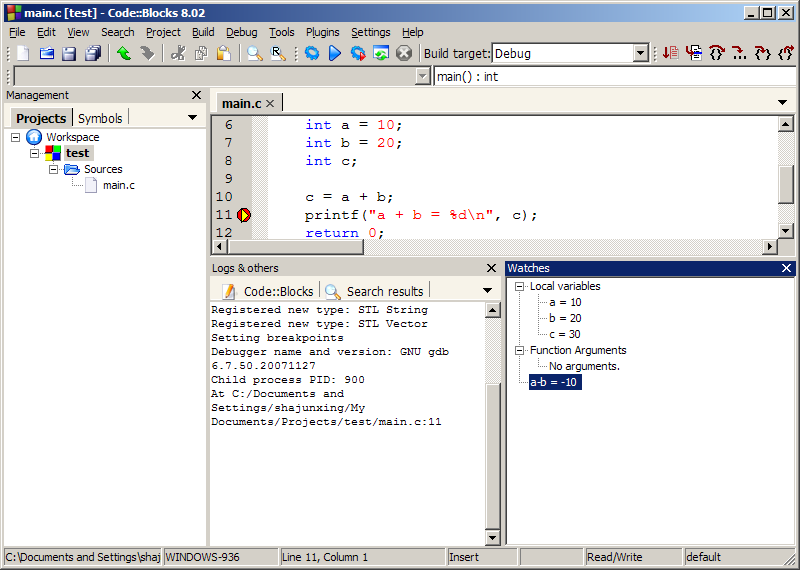 main.c [test] - Code::Blocks 8.02
File Edit View Search Project Build Debug Tools Plugins Settings Help
Build target: Debug
main() : int
Management
Projects Symbols
Workspace
test
Sources
main.c
main.c
6 int a = 10;
7 int b = 20;
8 int c;
9
10 c = a + b;
11 printf("a + b = %d\n", c);
12 return 0;
Logs & others
Code::Blocks Search results
Registered new type: STL String
Registered new type: STL Vector
Setting breakpoints
Debugger name and version: GNU gdb
6.7.50.20071127
Child process PID: 900
At C:/Documents and
Settings/shajunxing/My
Documents/Projects/test/main.c:11
Watches
Local variables
a = 10
b = 20
c = 30
Function Arguments
No arguments.
a-b = -10
C:\Documents and Settings\shaj WINDOWS-936 Line 11, Column 1 Insert Read/Write default